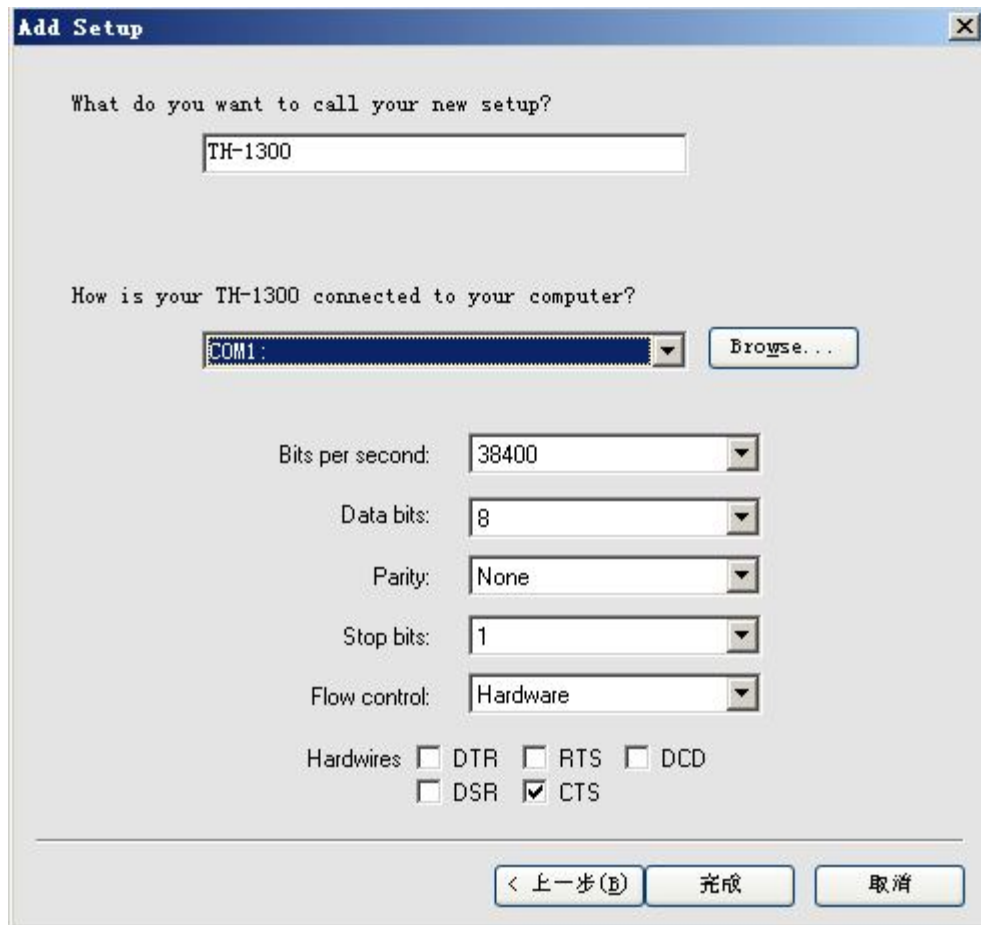 Add Setup
What do you want to call your new setup?
TH-1300
How is your TH-1300 connected to your computer?
COM1:
Browse...
Bits per second: 38400
Data bits: 8
Parity: None
Stop bits: 1
Flow control: Hardware
Hardwires DTR RTS DCD
DSR CTS
< 上一步(B) 完成 取消